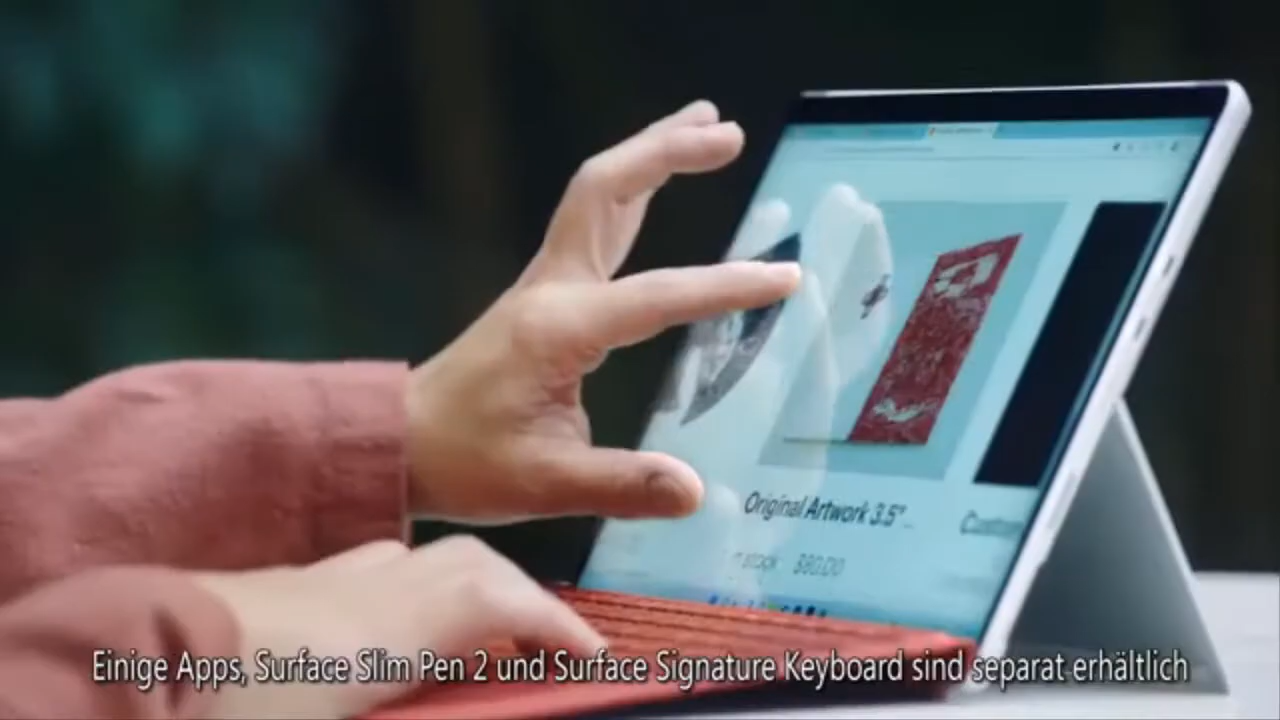 Original Artwork 3.5"...
stock $80.00
Einige Apps, Surface Slim Pen 2 und Surface Signature Keyboard sind separat erhältlich